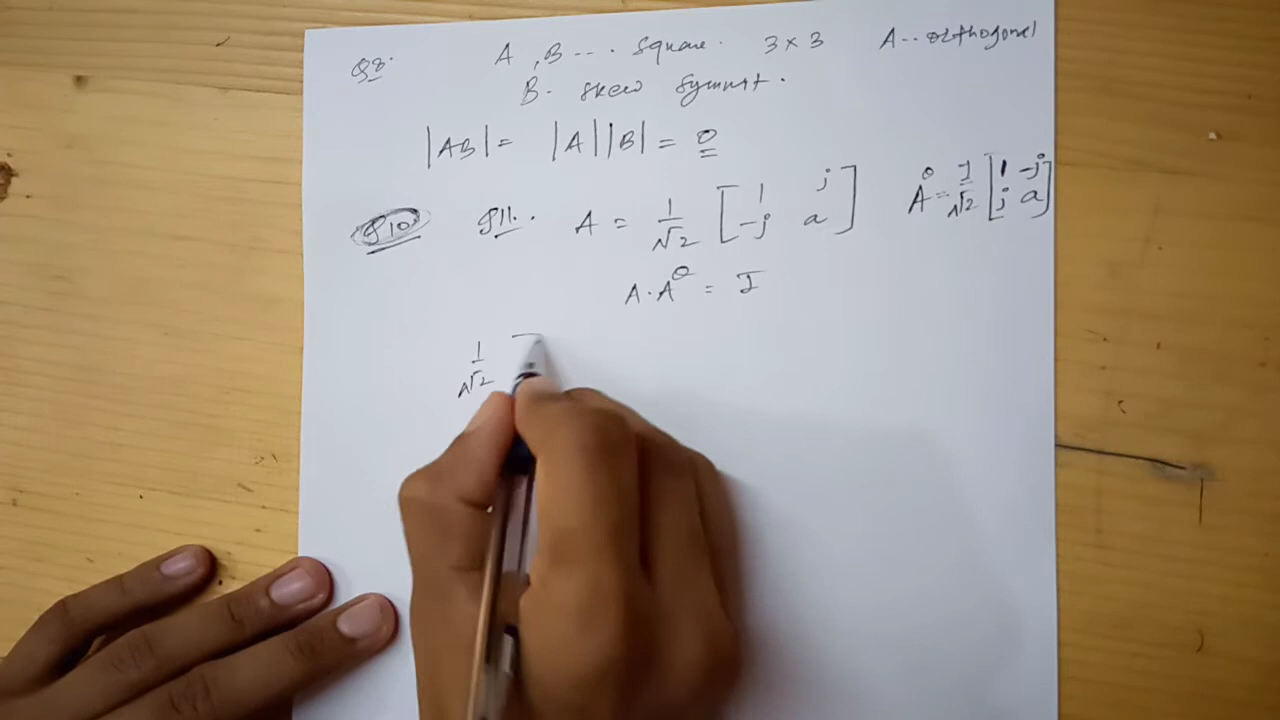 Q8. A, B --- . Square. 3 × 3 A -- orthogonal
B. skew symmt.
|AB| = |A||B| = 0
Q10 Q11. A = 1/√2 [1 j; -j a] A^θ = 1/√2 [1 -j; j a]
A.A^θ = I
1/√2